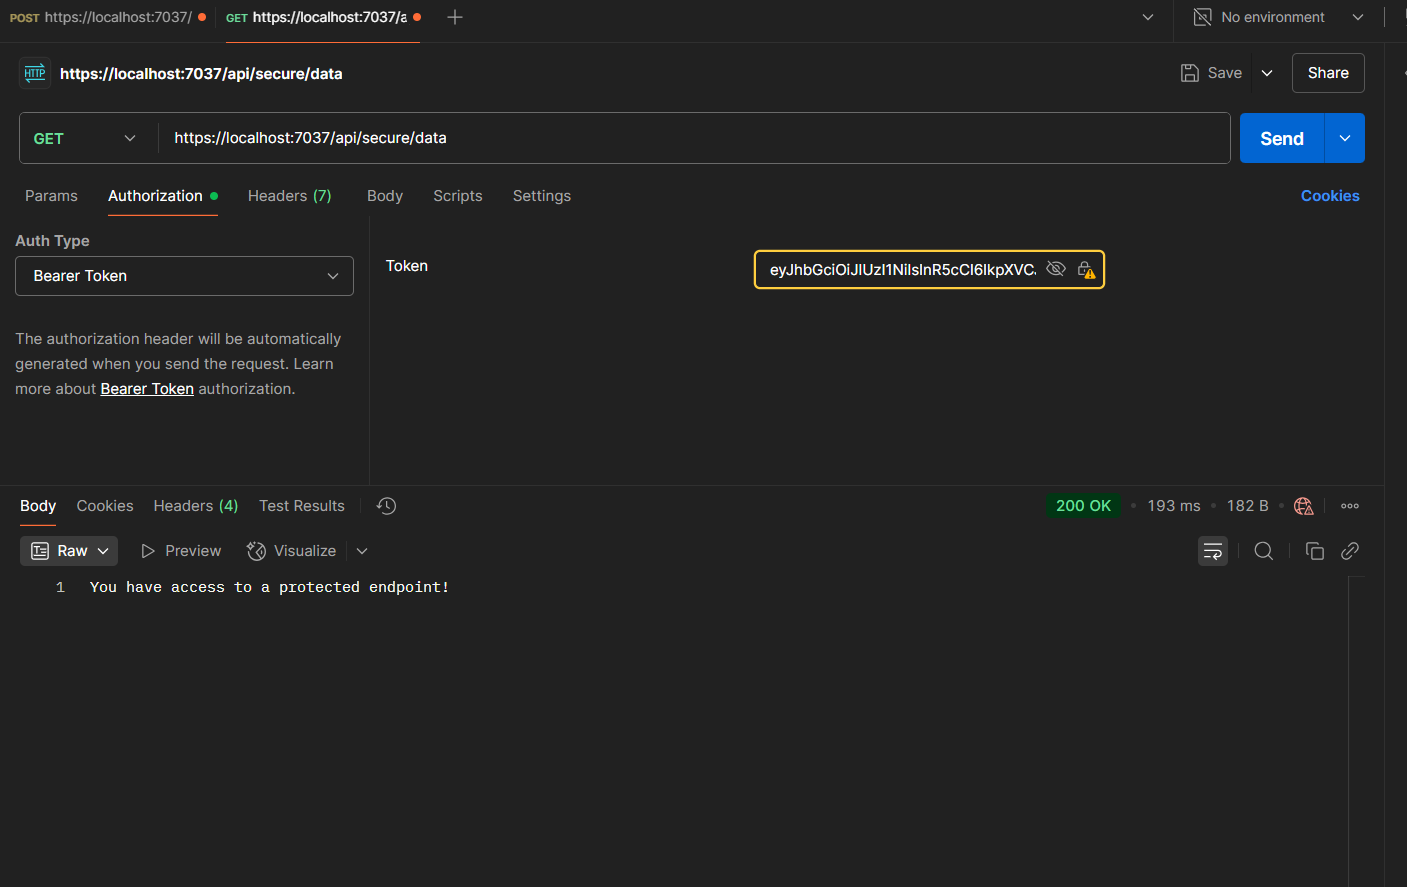 POST https://localhost:7037/ GET https://localhost:7037/a No environment
HTTP https://localhost:7037/api/secure/data Save Share
GET https://localhost:7037/api/secure/data Send
Params Authorization Headers (7) Body Scripts Settings Cookies
Auth Type
Bearer Token
Token eyJhbGciOiJIUzI1NiIsInR5cCI6IkpXVCJ
The authorization header will be automatically
generated when you send the request. Learn
more about Bearer Token authorization.
Body Cookies Headers (4) Test Results 200 OK 193 ms 182 B
Raw Preview Visualize
1 You have access to a protected endpoint!